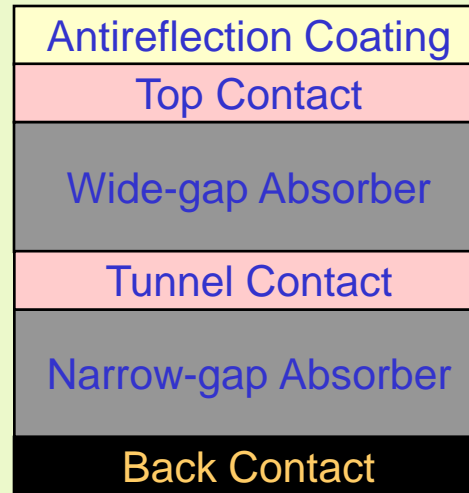 Antireflection Coating
Top Contact
Wide-gap Absorber
Tunnel Contact
Narrow-gap Absorber
Back Contact